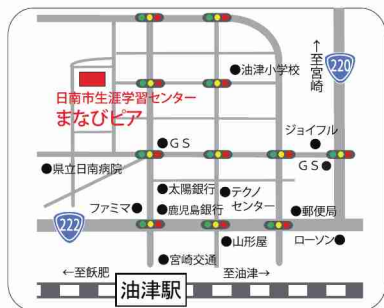 ↑至宮崎
220
●油津小学校
日南市生涯学習センター
まなびピア
●GS
ジョイフル
GS●
●県立日南病院
●太陽銀行
●テクノセンター
ファミマ●
●鹿児島銀行
●郵便局
222
●山形屋
ローソン●
●宮崎交通
←至飫肥
至油津→
油津駅